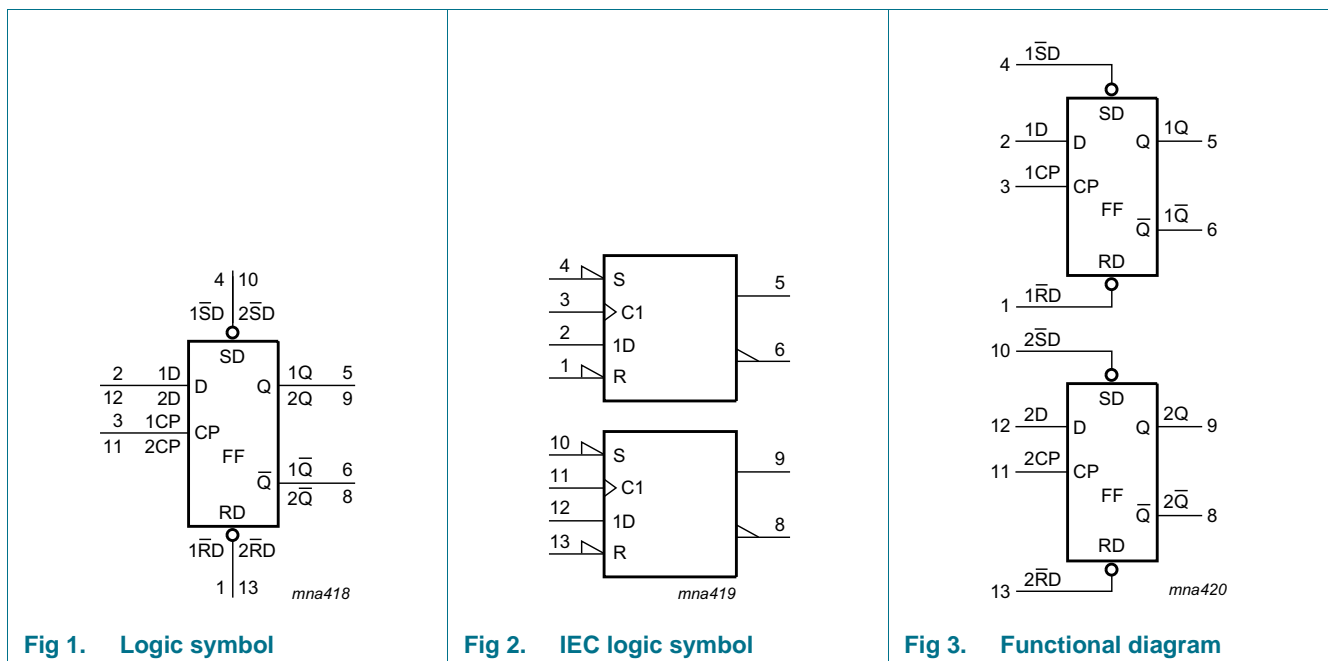 4 10
1S̅D 2S̅D
SD
2 1D D Q 1Q 5
12 2D 2Q 9
3 1CP CP
11 2CP
FF
Q̅ 1Q̅ 6
2Q̅ 8
RD
1R̅D 2R̅D
1 13
mna418
Fig 1. Logic symbol
4 S 5
3 C1
2 1D 6
1 R
10 S 9
11 C1
12 1D 8
13 R
mna419
Fig 2. IEC logic symbol
4 1S̅D
SD
2 1D D Q 1Q 5
3 1CP CP
FF
Q̅ 1Q̅ 6
RD
1 1R̅D
10 2S̅D
SD
12 2D D Q 2Q 9
11 2CP CP
FF
Q̅ 2Q̅ 8
RD
13 2R̅D
mna420
Fig 3. Functional diagram